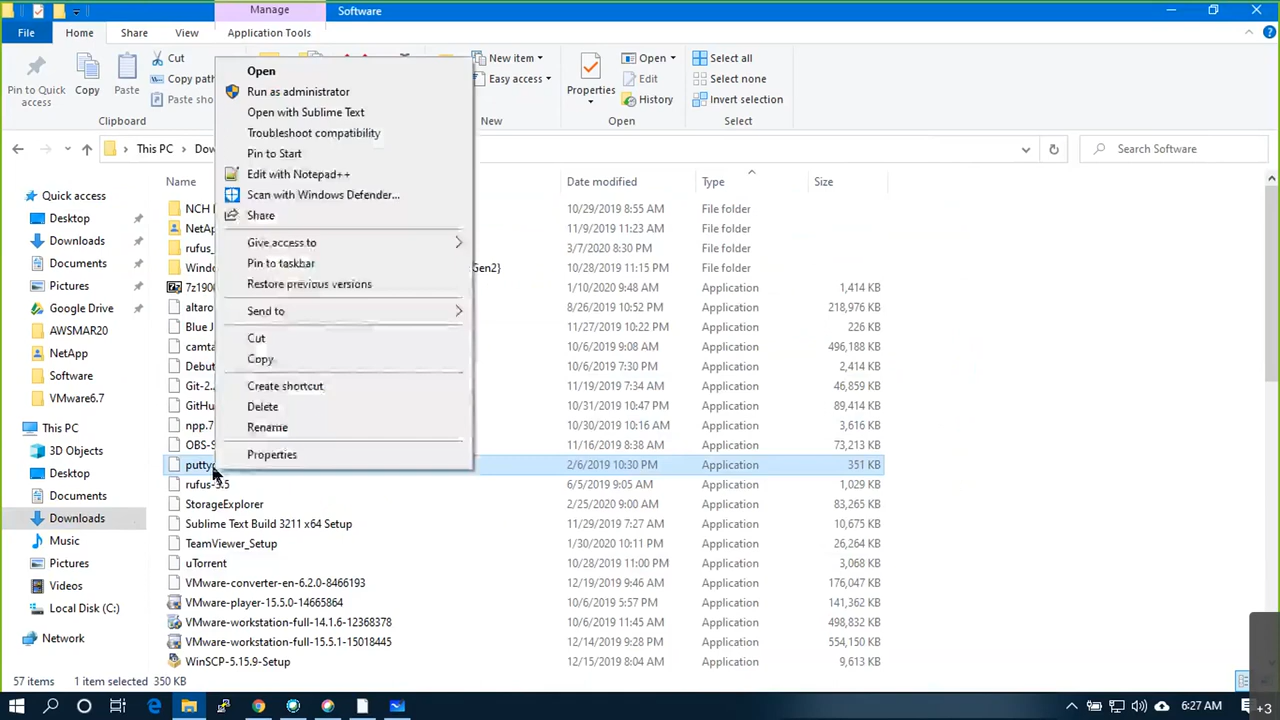 Manage
Software
File
Home
Share
View
Application Tools
Pin to Quick access
Copy
Paste
Cut
Copy path
Paste sho
Clipboard
New item
Easy access
New
Properties
Open
Edit
History
Open
Select all
Select none
Invert selection
Select
This PC
Search Software
Name
Date modified
Type
Size
Quick access
Desktop
Downloads
Documents
Pictures
Google Drive
AWSMAR20
NetApp
Software
VMware6.7
This PC
3D Objects
Desktop
Documents
Downloads
Music
Pictures
Videos
Local Disk (C:)
Network
Open
Run as administrator
Open with Sublime Text
Troubleshoot compatibility
Pin to Start
Edit with Notepad++
Scan with Windows Defender...
Share
Give access to
Pin to taskbar
Restore previous versions
Send to
Cut
Copy
Create shortcut
Delete
Rename
Properties
NCH 10/29/2019 8:55 AM File folder
NetAp 11/9/2019 11:23 AM File folder
rufus_ 3/7/2020 8:30 PM File folder
Windo Gen2} 10/28/2019 11:15 PM File folder
7z190 1/10/2020 9:48 AM Application 1,414 KB
altaro 8/26/2019 10:52 PM Application 218,976 KB
Blue J 11/27/2019 10:22 PM Application 226 KB
camta 10/6/2019 9:08 AM Application 496,188 KB
Debut 10/6/2019 7:30 PM Application 2,414 KB
Git-2. 11/19/2019 7:34 AM Application 46,859 KB
GitHu 10/31/2019 10:47 PM Application 89,414 KB
npp.7 10/30/2019 10:16 AM Application 3,616 KB
OBS-S 11/16/2019 8:38 AM Application 73,213 KB
putty 2/6/2019 10:30 PM Application 351 KB
rufus-3.5 6/5/2019 9:05 AM Application 1,029 KB
StorageExplorer 2/25/2020 9:00 AM Application 83,265 KB
Sublime Text Build 3211 x64 Setup 11/29/2019 7:27 AM Application 10,675 KB
TeamViewer_Setup 1/30/2020 10:11 PM Application 26,264 KB
uTorrent 10/28/2019 11:00 PM Application 3,068 KB
VMware-converter-en-6.2.0-8466193 12/19/2019 9:46 AM Application 176,047 KB
VMware-player-15.5.0-14665864 10/6/2019 5:57 PM Application 141,362 KB
VMware-workstation-full-14.1.6-12368378 10/6/2019 11:45 AM Application 498,832 KB
VMware-workstation-full-15.5.1-15018445 12/14/2019 9:28 PM Application 554,150 KB
WinSCP-5.15.9-Setup 12/15/2019 8:04 AM Application 9,613 KB
57 items 1 item selected 350 KB
6:27 AM
+3